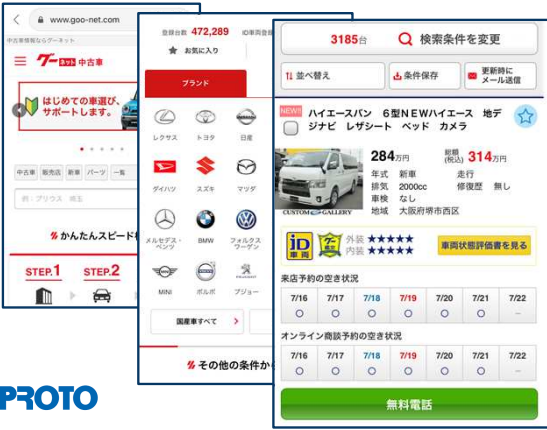 www.goo-net.com
中古車情報ならグーネット
グーネット 中古車
はじめての車選び、
サポートします。
中古車 販売店 新車 パーツ 一覧
例：プリウス 埼玉
かんたんスピード
STEP.1 STEP.2
登録台数 472,289 ID車両登録
お気に入り
ブランド
レクサス トヨタ 日産
ダイハツ スズキ マツダ
メルセデス・ベンツ BMW フォルクスワーゲン
MINI ボルボ プジョー
国産車すべて
その他の条件から
3185台 検索条件を変更
並べ替え 条件保存 更新時にメール送信
NEW!! ハイエースバン 6型NEWハイエース 地デ
ジナビ レザシート ベッド カメラ
284万円 総額(税込) 314万円
年式 新車 走行
排気 2000cc 修復歴 無し
車検 なし
地域 大阪府堺市西区
CUSTOM GALLERY
iD車両 グー鑑定 外装 ★★★★★
内装 ★★★★★
車両状態評価書を見る
来店予約の空き状況
7/16 7/17 7/18 7/19 7/20 7/21 7/22
○ ○ ○ ○ ○ ○ −
オンライン商談予約の空き状況
7/16 7/17 7/18 7/19 7/20 7/21 7/22
○ ○ ○ ○ ○ ○ −
無料電話
PROTO